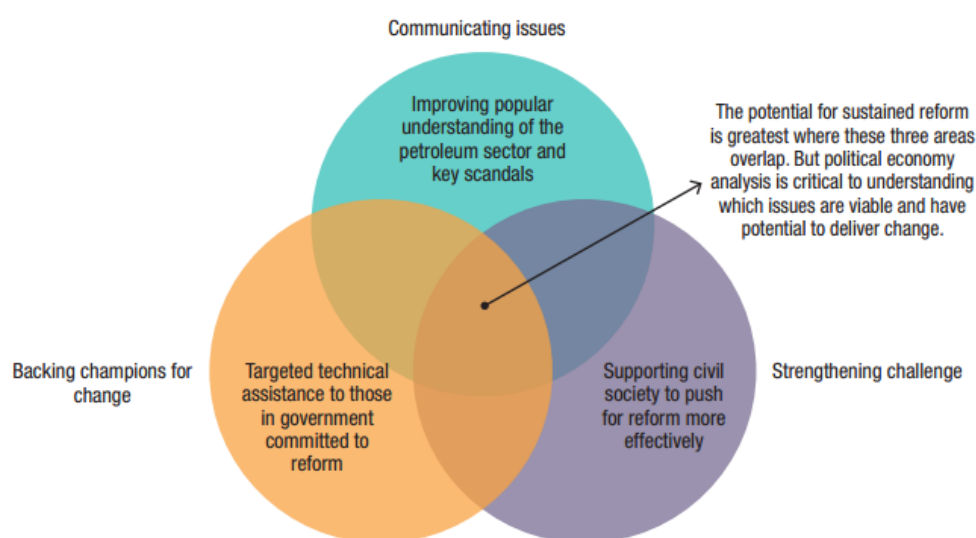 Communicating issues
Improving popular
understanding of the
petroleum sector and
key scandals
The potential for sustained reform
is greatest where these three areas
overlap. But political economy
analysis is critical to understanding
which issues are viable and have
potential to deliver change.
Backing champions for
change
Targeted technical
assistance to those
in government
committed to
reform
Supporting civil
society to push
for reform more
effectively
Strengthening challenge